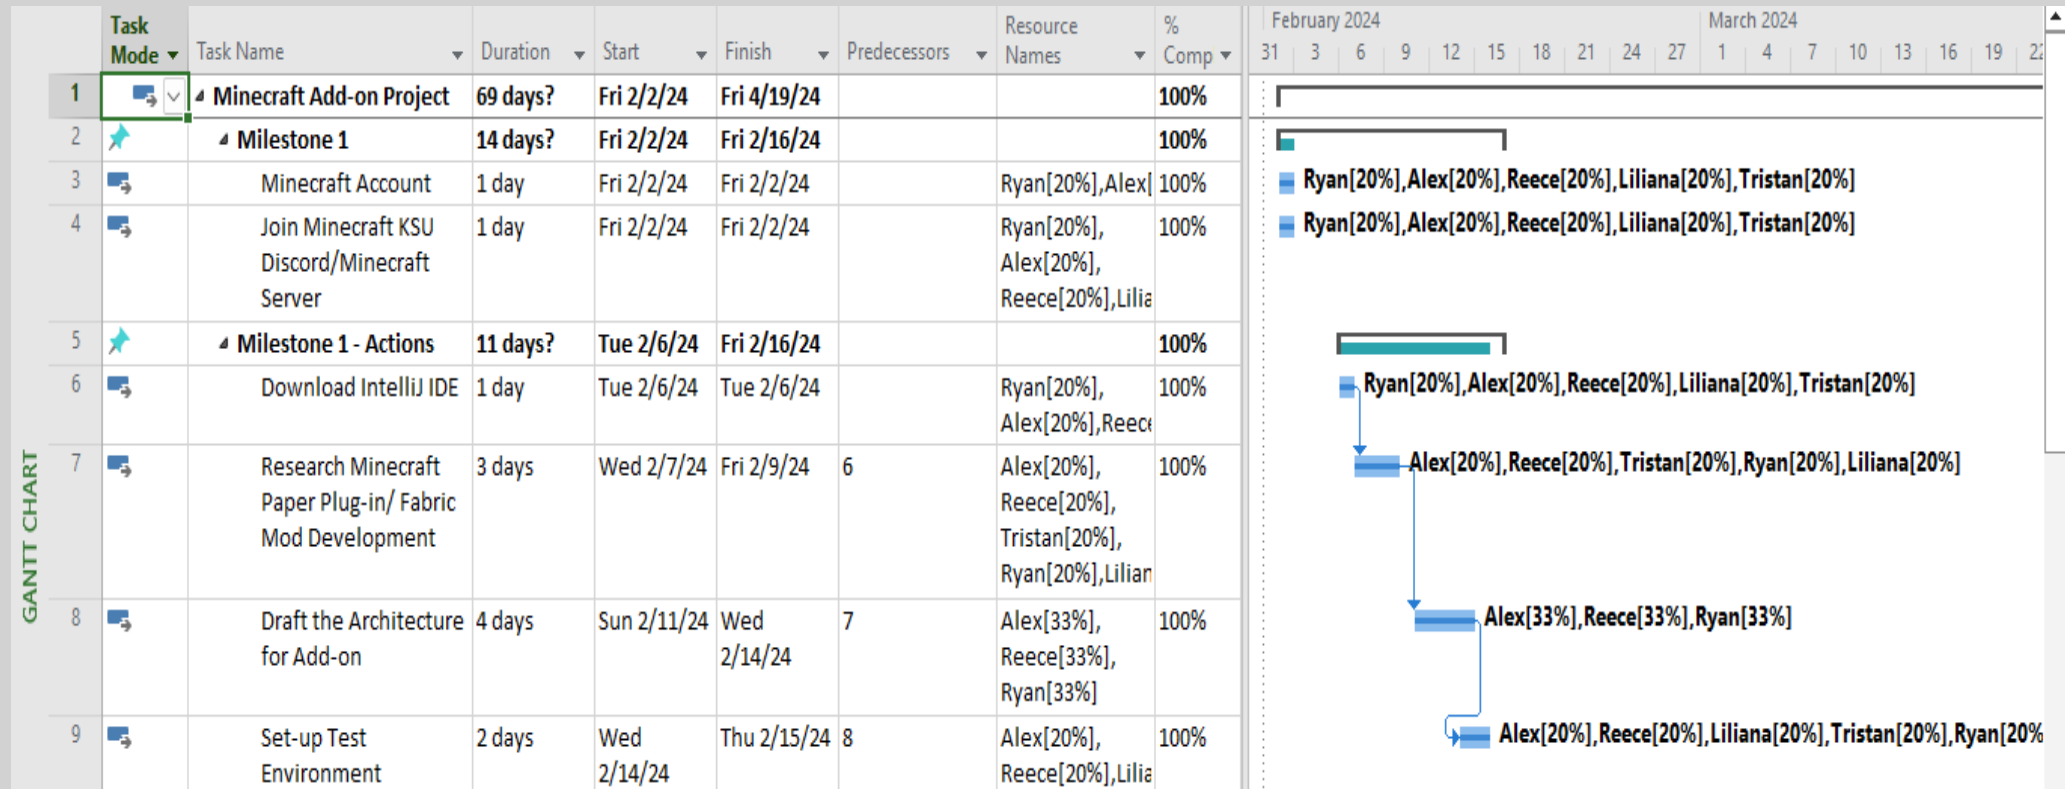 GANTT CHART
Task Mode Task Name Duration Start Finish Predecessors Resource Names % Comp
February 2024 March 2024
31 3 6 9 12 15 18 21 24 27 1 4 7 10 13 16 19 22
1 Minecraft Add-on Project 69 days? Fri 2/2/24 Fri 4/19/24 100%
2 Milestone 1 14 days? Fri 2/2/24 Fri 2/16/24 100%
3 Minecraft Account 1 day Fri 2/2/24 Fri 2/2/24 Ryan[20%],Alex[ 100% Ryan[20%],Alex[20%],Reece[20%],Liliana[20%],Tristan[20%]
4 Join Minecraft KSU 1 day Fri 2/2/24 Fri 2/2/24 Ryan[20%], 100% Ryan[20%],Alex[20%],Reece[20%],Liliana[20%],Tristan[20%]
Discord/Minecraft Alex[20%],
Server Reece[20%],Lilia
5 Milestone 1 - Actions 11 days? Tue 2/6/24 Fri 2/16/24 100%
6 Download IntelliJ IDE 1 day Tue 2/6/24 Tue 2/6/24 Ryan[20%], 100% Ryan[20%],Alex[20%],Reece[20%],Liliana[20%],Tristan[20%]
Alex[20%],Reece
7 Research Minecraft 3 days Wed 2/7/24 Fri 2/9/24 6 Alex[20%], 100% Alex[20%],Reece[20%],Tristan[20%],Ryan[20%],Liliana[20%]
Paper Plug-in/ Fabric Reece[20%],
Mod Development Tristan[20%],
Ryan[20%],Lilian
8 Draft the Architecture 4 days Sun 2/11/24 Wed 7 Alex[33%], 100% Alex[33%],Reece[33%],Ryan[33%]
for Add-on 2/14/24 Reece[33%],
Ryan[33%]
9 Set-up Test 2 days Wed Thu 2/15/24 8 Alex[20%], 100% Alex[20%],Reece[20%],Liliana[20%],Tristan[20%],Ryan[20%
Environment 2/14/24 Reece[20%],Lilia